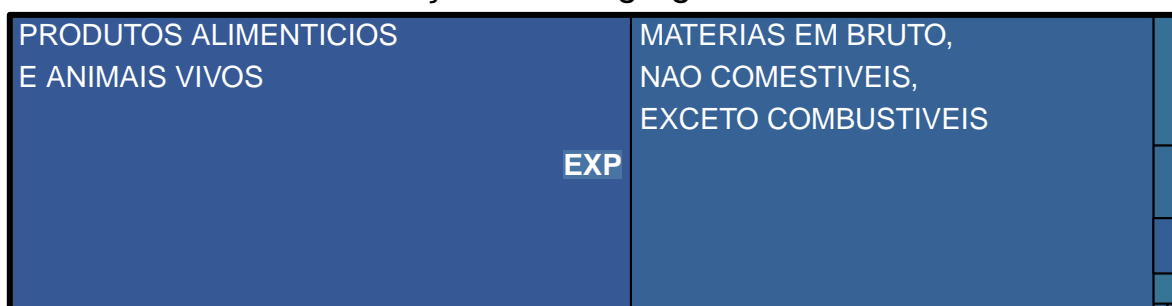 PRODUTOS ALIMENTICIOS
E ANIMAIS VIVOS
MATERIAS EM BRUTO,
NAO COMESTIVEIS,
EXCETO COMBUSTIVEIS
EXP